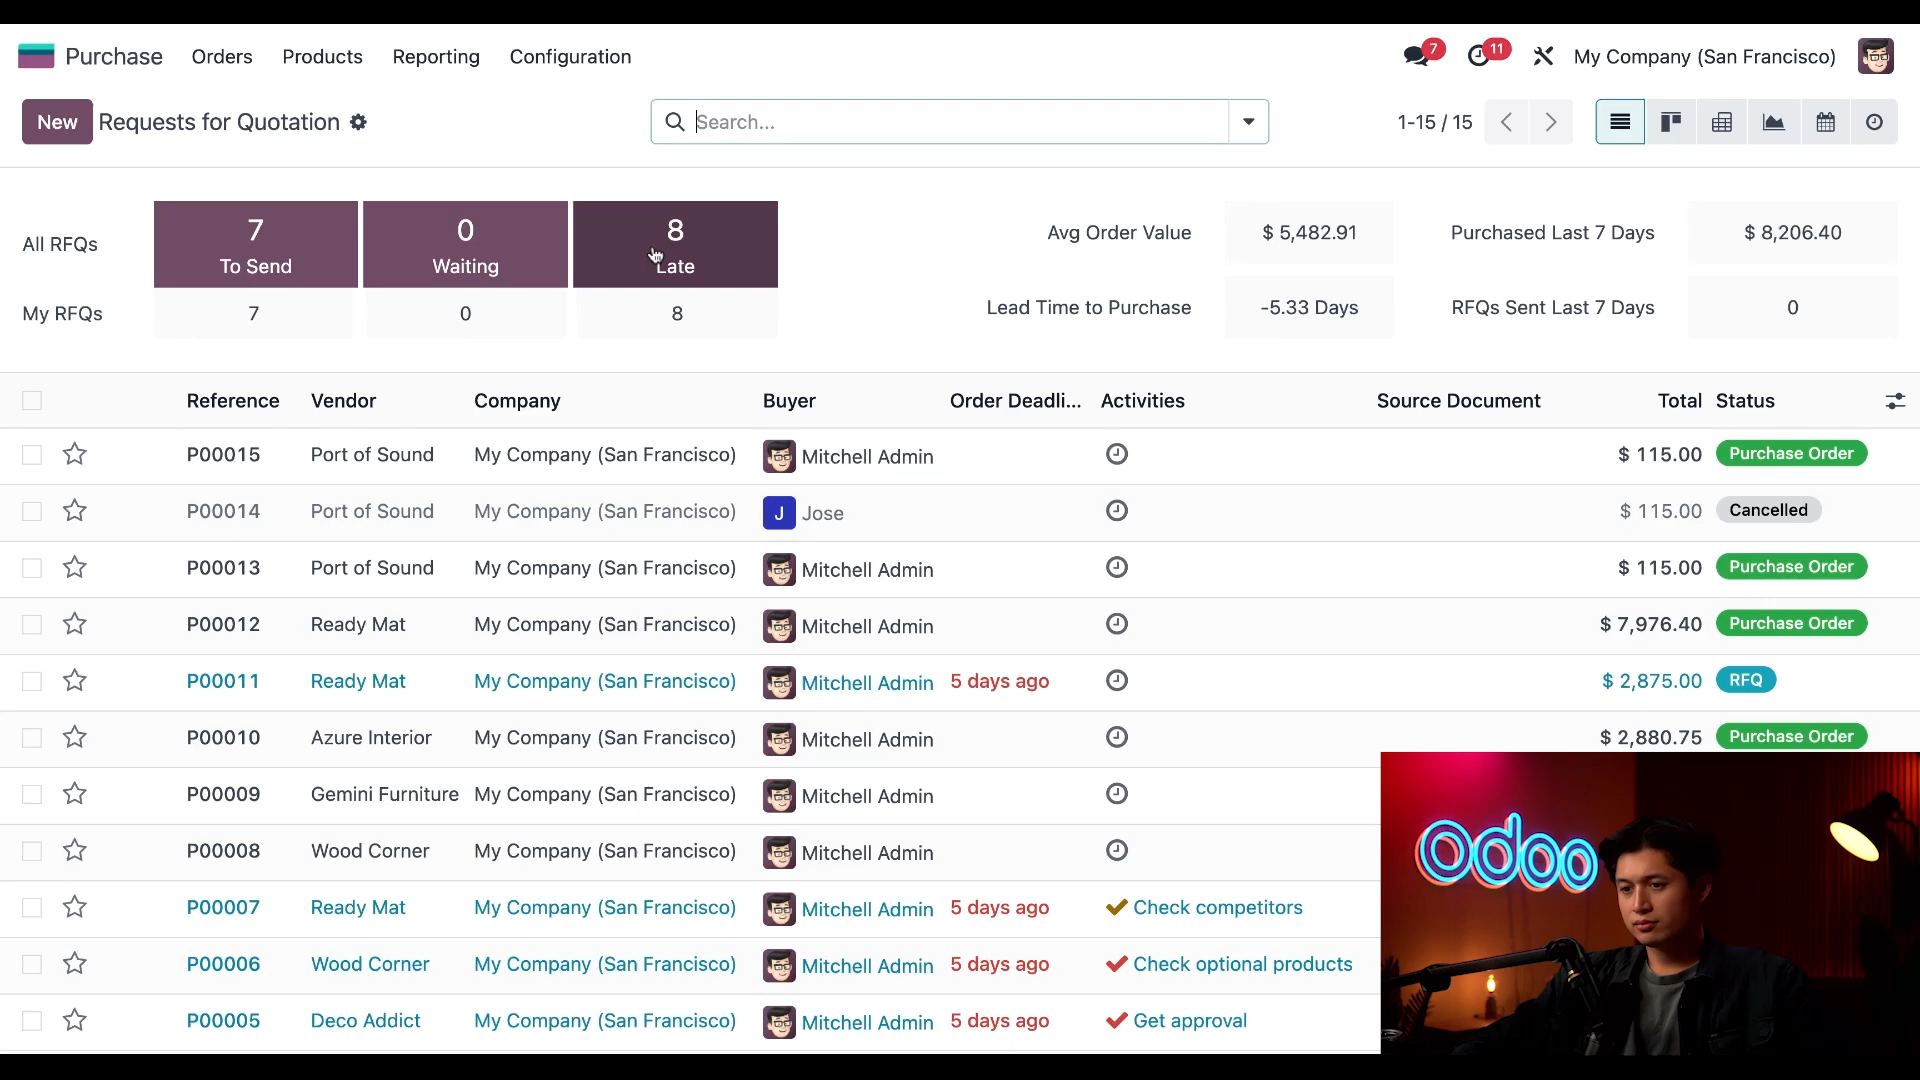 Purchase Orders Products Reporting Configuration 7 11 My Company (San Francisco)
New Requests for Quotation Search... 1-15 / 15
All RFQs 7 To Send 0 Waiting 8 Late
My RFQs 7 0 8
Avg Order Value $ 5,482.91 Purchased Last 7 Days $ 8,206.40
Lead Time to Purchase -5.33 Days RFQs Sent Last 7 Days 0
Reference Vendor Company Buyer Order Deadli... Activities Source Document Total Status
P00015 Port of Sound My Company (San Francisco) Mitchell Admin $ 115.00 Purchase Order
P00014 Port of Sound My Company (San Francisco) J Jose $ 115.00 Cancelled
P00013 Port of Sound My Company (San Francisco) Mitchell Admin $ 115.00 Purchase Order
P00012 Ready Mat My Company (San Francisco) Mitchell Admin $ 7,976.40 Purchase Order
P00011 Ready Mat My Company (San Francisco) Mitchell Admin 5 days ago $ 2,875.00 RFQ
P00010 Azure Interior My Company (San Francisco) Mitchell Admin $ 2,880.75 Purchase Order
P00009 Gemini Furniture My Company (San Francisco) Mitchell Admin
P00008 Wood Corner My Company (San Francisco) Mitchell Admin
P00007 Ready Mat My Company (San Francisco) Mitchell Admin 5 days ago Check competitors
P00006 Wood Corner My Company (San Francisco) Mitchell Admin 5 days ago Check optional products
P00005 Deco Addict My Company (San Francisco) Mitchell Admin 5 days ago Get approval
odoo